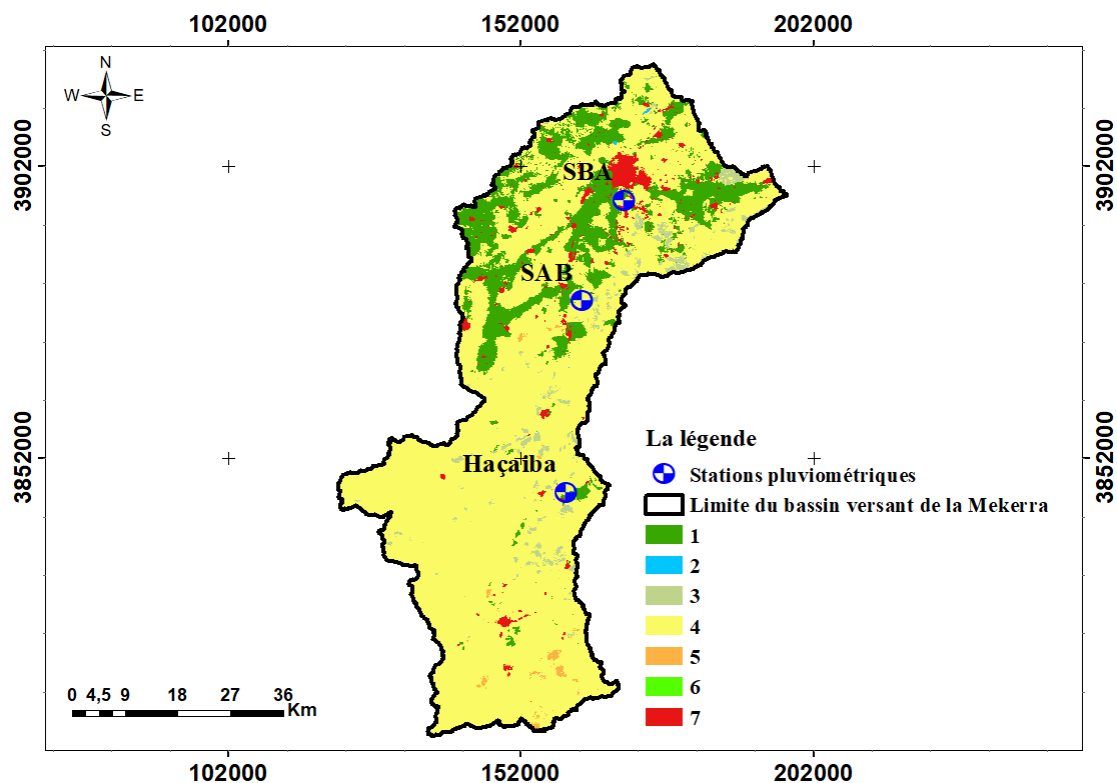 102000 152000 202000
N
W E
S
3902000 3902000
SBA
SAB
3852000 3852000
Haçaiba
La légende
Stations pluviométriques
Limite du bassin versant de la Mekerra
1
2
3
4
5
6
7
0 4,5 9 18 27 36
Km
102000 152000 202000